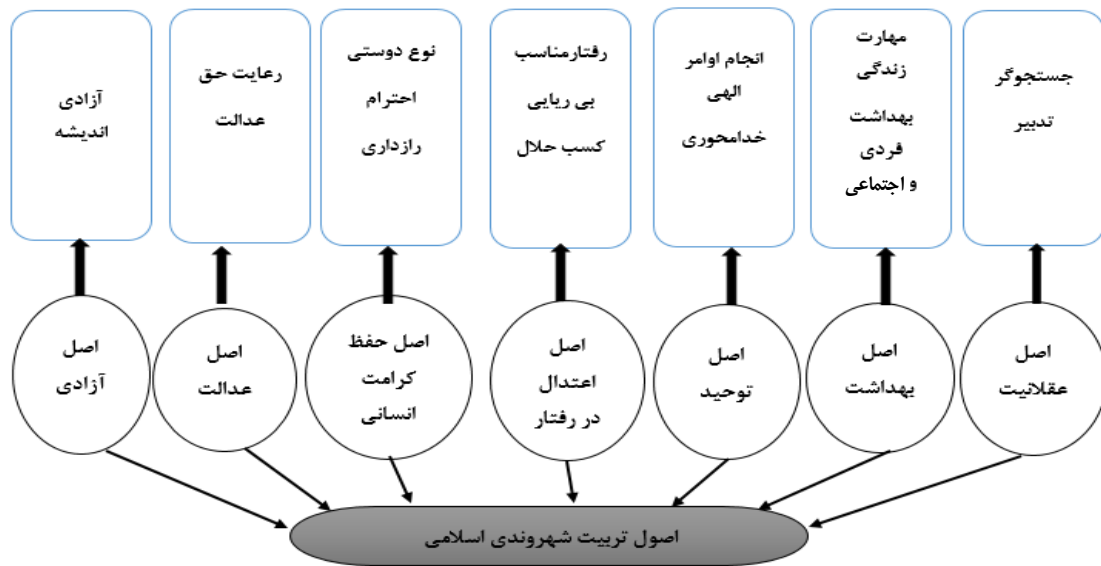 جستجوگر
تدبیر
مهارت
زندگی
بهداشت
فردی
و اجتماعی
انجام اوامر
الهی
خدامحوری
رفتارمناسب
بی ریایی
کسب حلال
نوع دوستی
احترام
رازداری
رعایت حق
عدالت
آزادی
اندیشه
اصل
عقلانیت
اصل
بهداشت
اصل
توحید
اصل
اعتدال
در رفتار
اصل حفظ
کرامت
انسانی
اصل
عدالت
اصل
آزادی
اصول تربیت شهروندی اسلامی